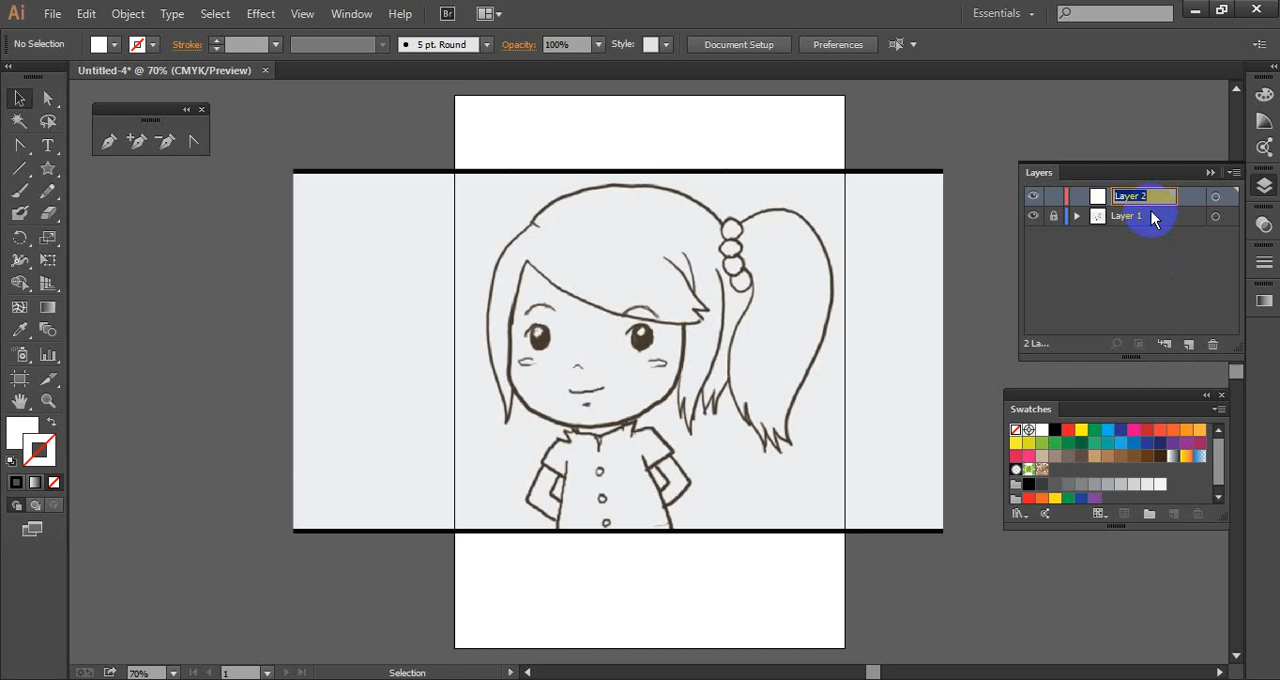 Ai File Edit Object Type Select Effect View Window Help Br Essentials
No Selection Stroke: 5 pt. Round Opacity: 100% Style: Document Setup Preferences
Untitled-4* @ 70% (CMYK/Preview)
Layers
Layer 2
Layer 1
2 La...
Swatches
70% 1 Selection